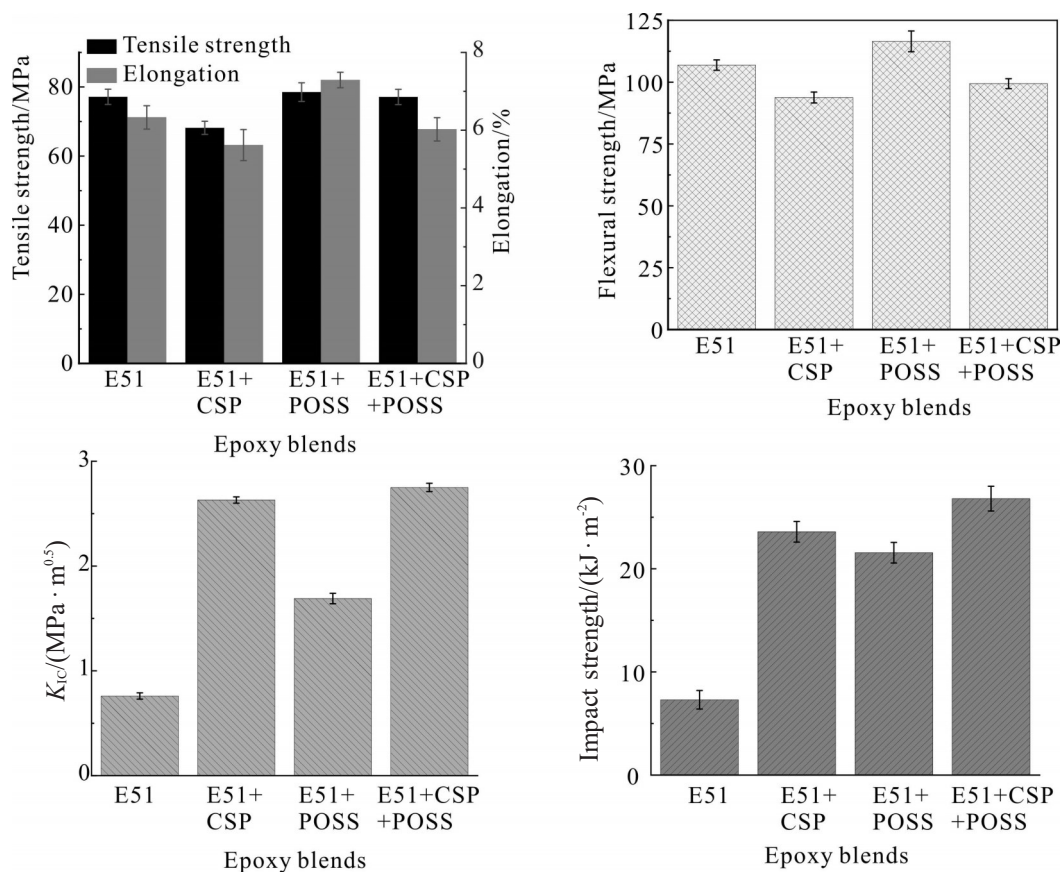 Tensile strength
Elongation
Tensile strength/MPa
80
60
40
20
0
8
6
4
2
0
Elongation/%
E51
E51+
CSP
E51+
POSS
E51+CSP
+POSS
Epoxy blends
Flexural strength/MPa
125
100
75
50
25
0
E51
E51+
CSP
E51+
POSS
E51+CSP
+POSS
Epoxy blends
K_IC/(MPa · m^0.5)
3
2
1
0
E51
E51+
CSP
E51+
POSS
E51+CSP
+POSS
Epoxy blends
Impact strength/(kJ · m^-2)
30
20
10
0
E51
E51+
CSP
E51+
POSS
E51+CSP
+POSS
Epoxy blends